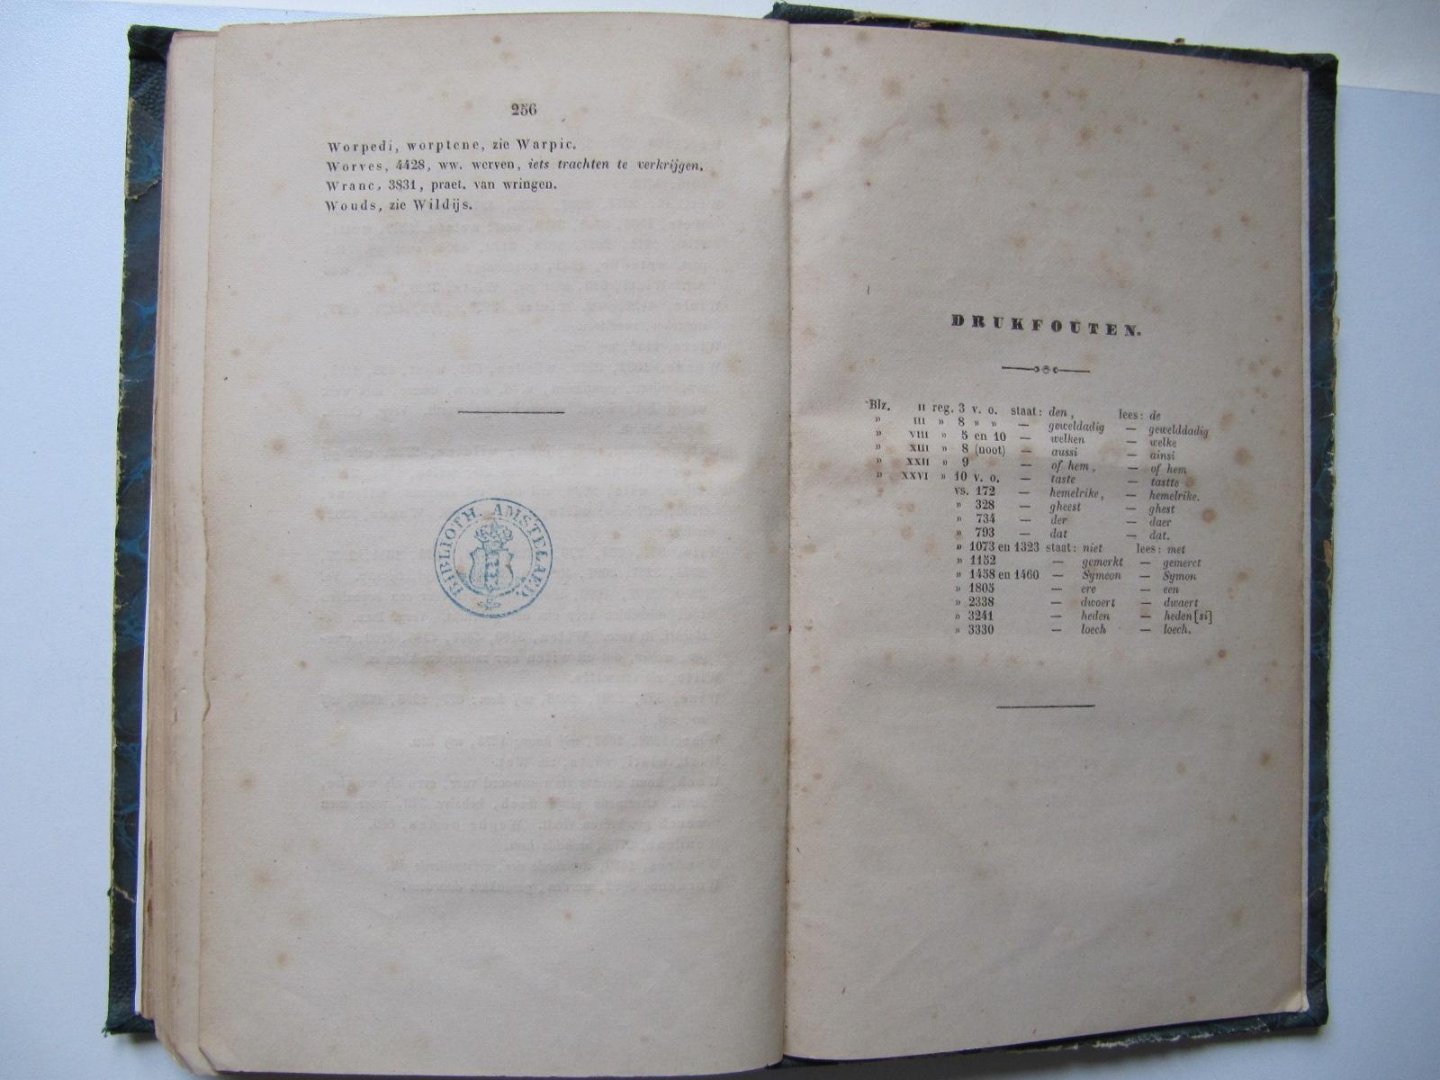 256
Worpedi, worptene, zie Warpic.
Worves, 4428, ww. werven, iets trachten te verkrijgen.
Wranc, 3831, praet. van wringen.
Wouds, zie Wildijs.
BIBLIOTH. AMSTELAED.
DRUKFOUTEN.
Blz. II reg. 3 v. o. staat: den, lees: de
» III » 8 » » — geweldadig — gewelddadig
» VIII » 5 en 10 — welken — welke
» XIII » 8 (noot) — aussi — ainsi
» XXII » 9 — of hem, — of hem
» XXVI » 10 v. o. — taste — tastte
vs. 172 — hemelrike, — hemelrike.
» 328 — gheest — ghest
» 734 — der — daer
» 793 — dat — dat.
» 1073 en 1323 staat: niet lees: met
» 1152 — gemerkt — gemerct
» 1458 en 1460 — Symeon — Symon
» 1805 — ere — een
» 2338 — dwoert — dwaert
» 3241 — heden — heden[si]
» 3330 — loech — loech.